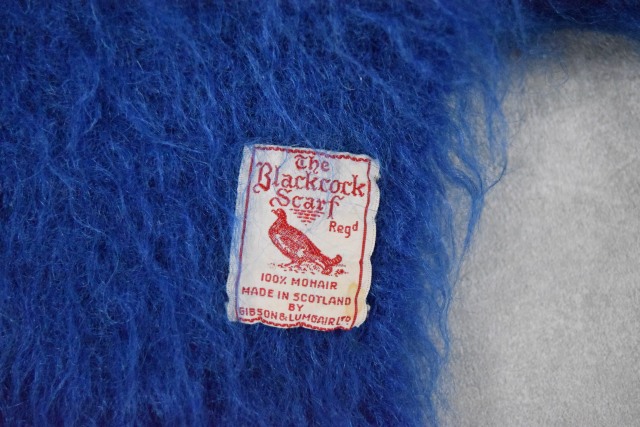 The
Blackcock
Scarf
Regd
100% MOHAIR
MADE IN SCOTLAND
BY
GIBSON & LUMGAIR LTD